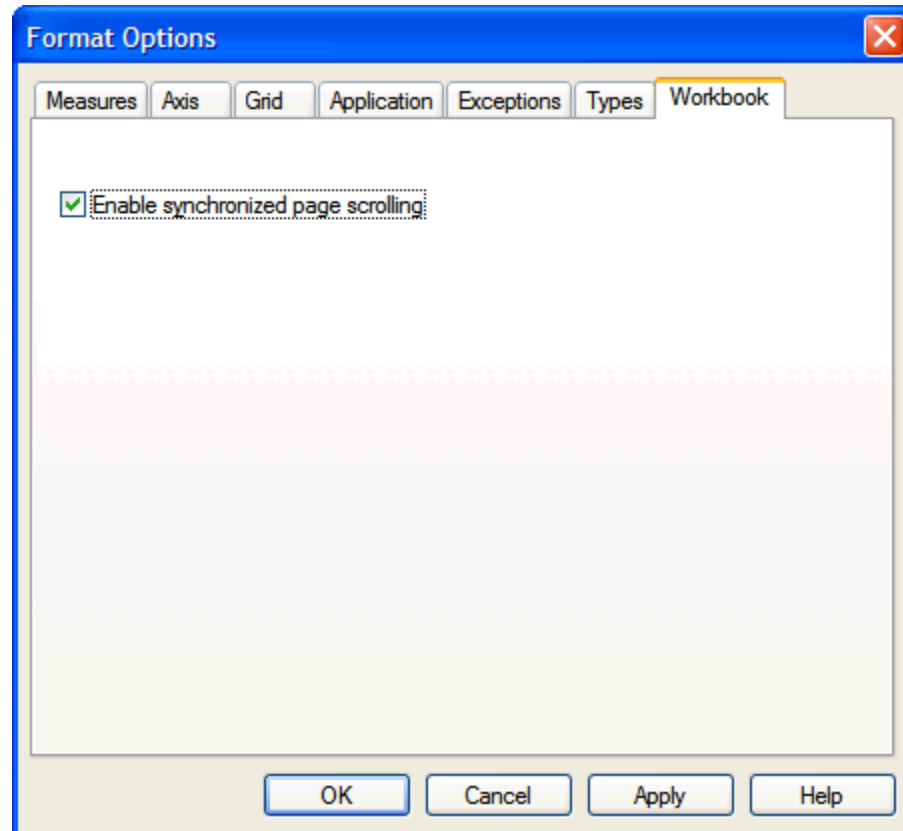 Format Options
Measures Axis Grid Application Exceptions Types Workbook
Enable synchronized page scrolling
OK Cancel Apply Help